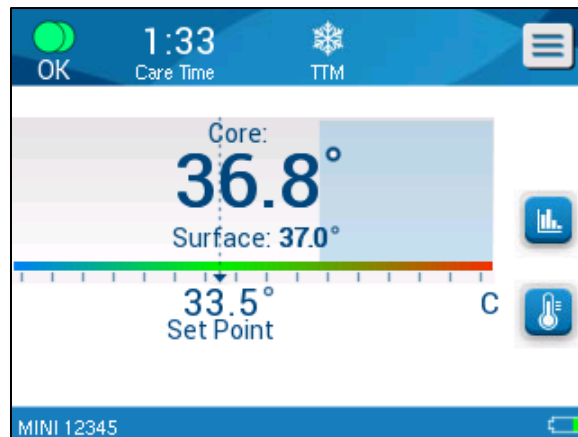 OK
1:33
Care Time
TTM
Core:
36.8°
Surface: 37.0°
33.5°
Set Point
C
MINI 12345